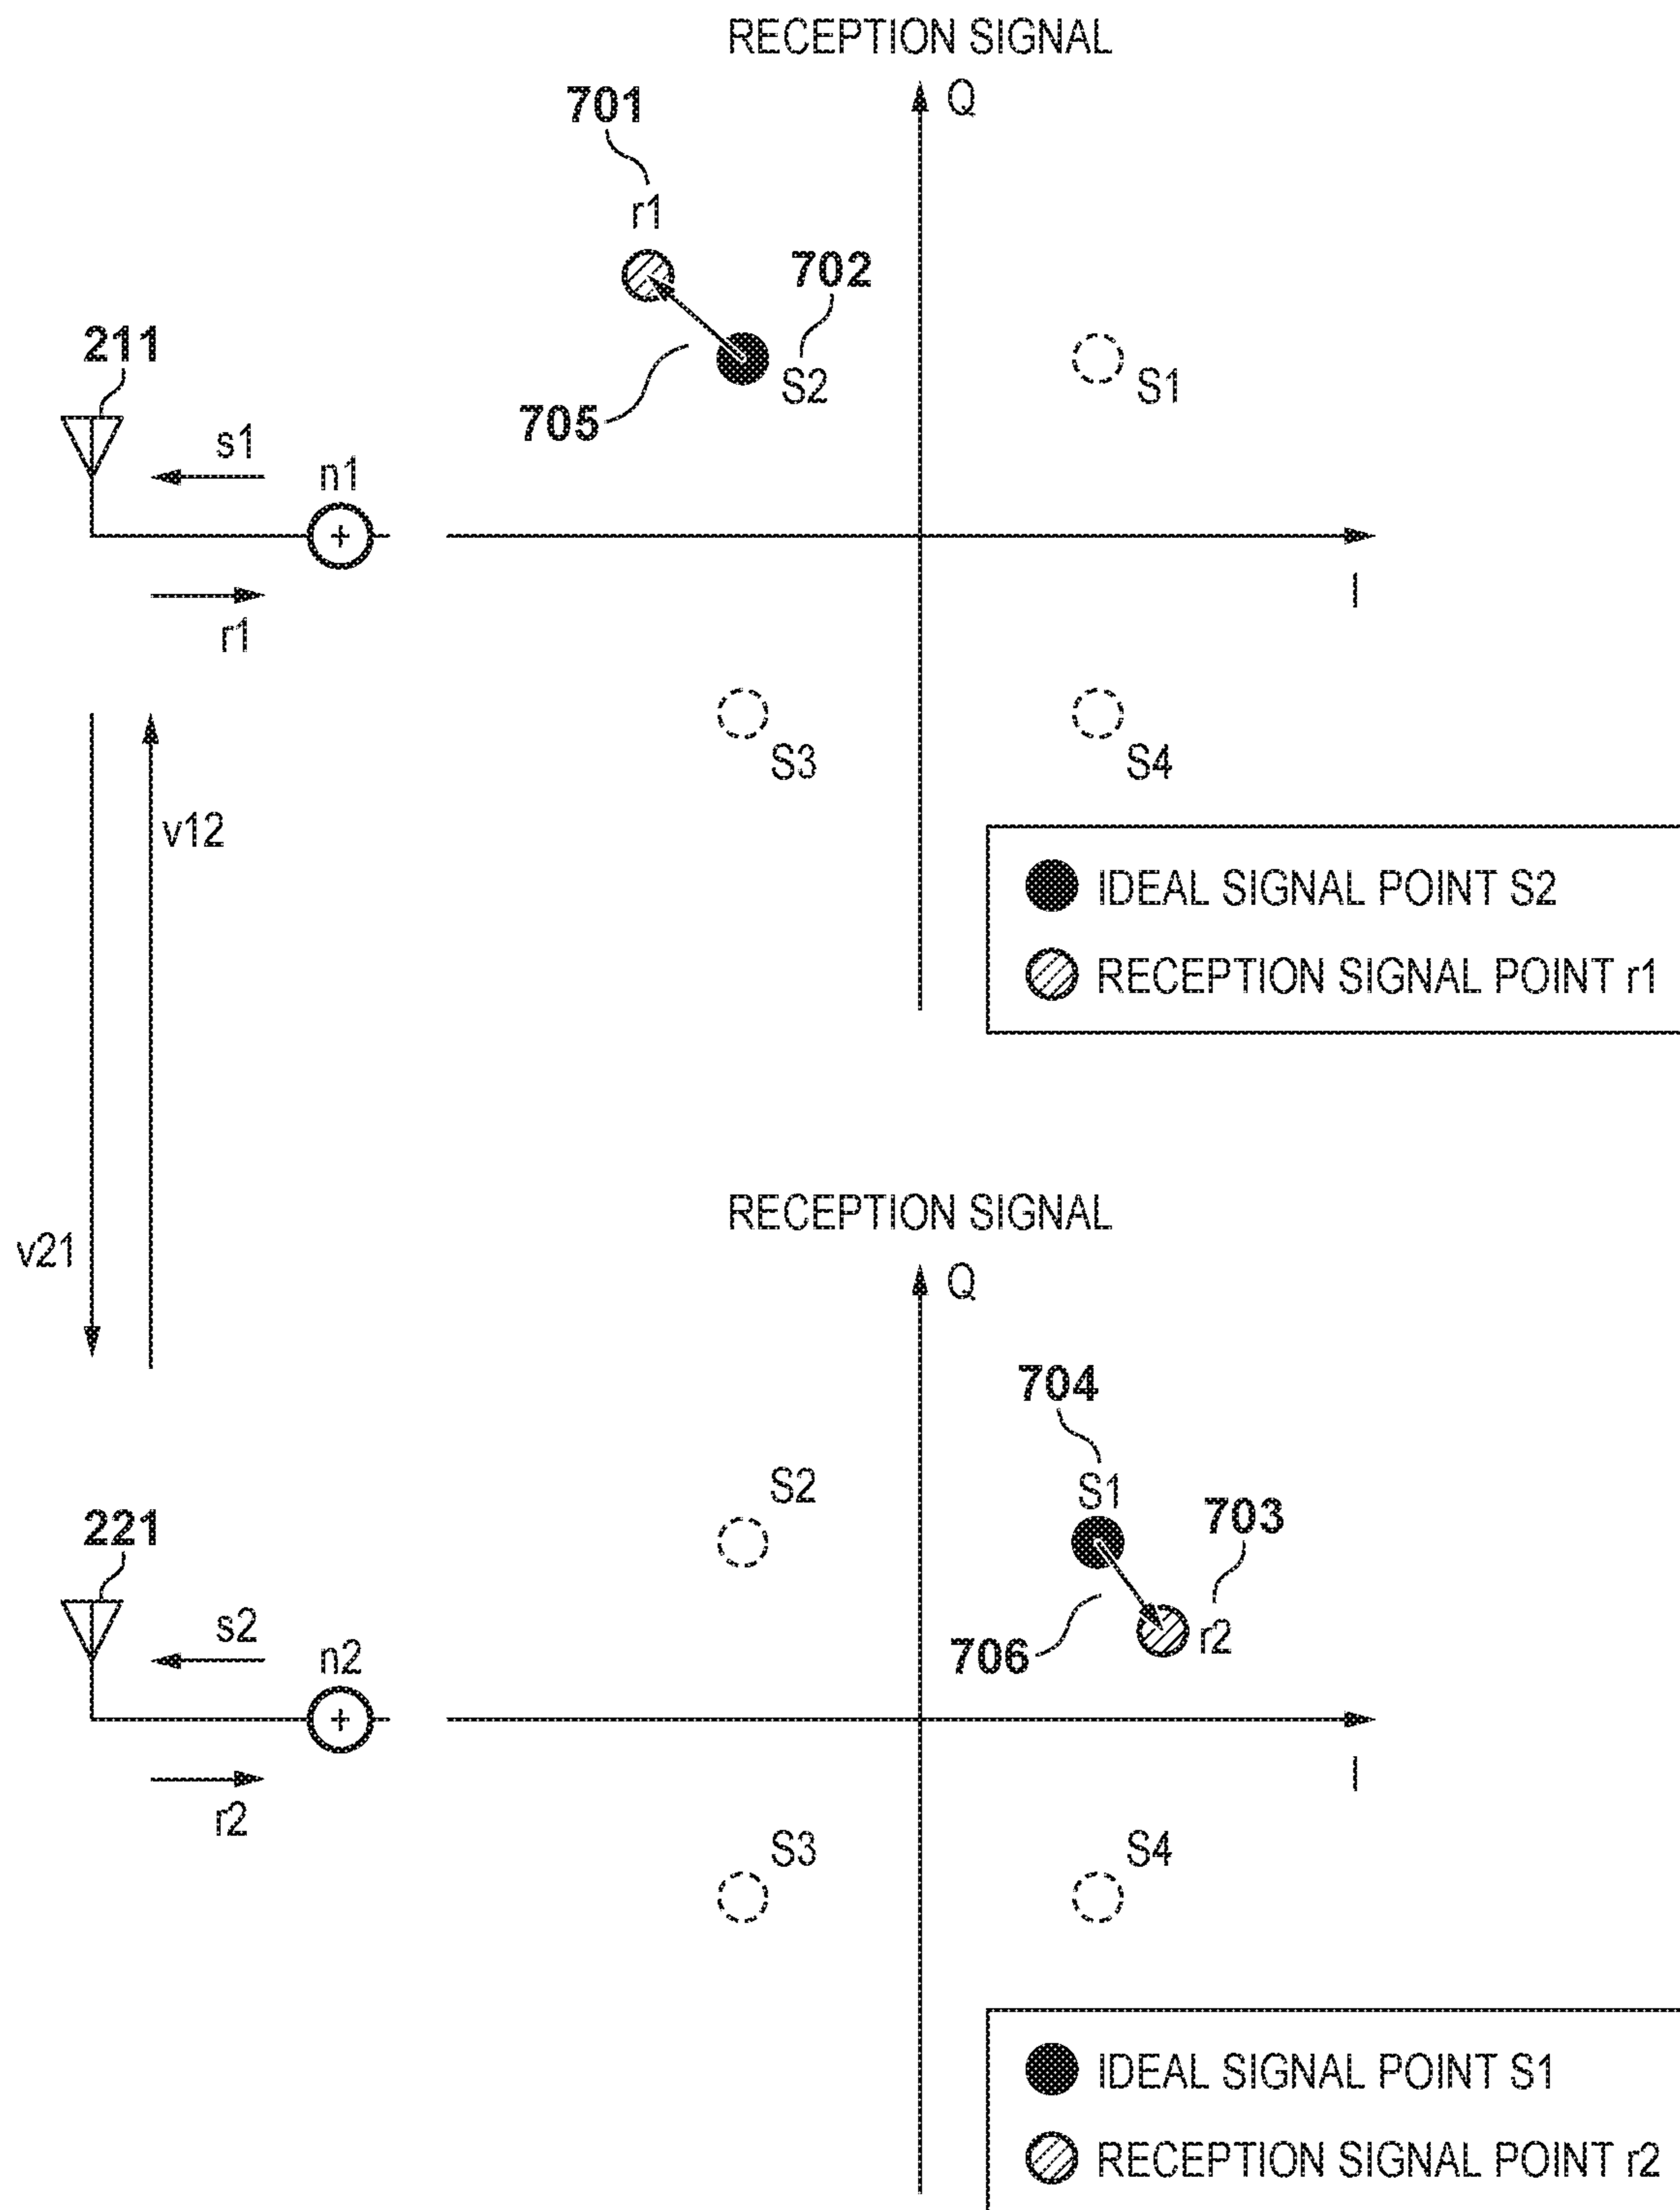 RECEPTION SIGNAL
Q
701
r1
702
S2
705
S1
211
s1
n1
r1
I
S3
S4
v12
IDEAL SIGNAL POINT S2
RECEPTION SIGNAL POINT r1
v21
RECEPTION SIGNAL
Q
704
S1
703
r2
706
S2
221
s2
n2
r2
I
S3
S4
IDEAL SIGNAL POINT S1
RECEPTION SIGNAL POINT r2